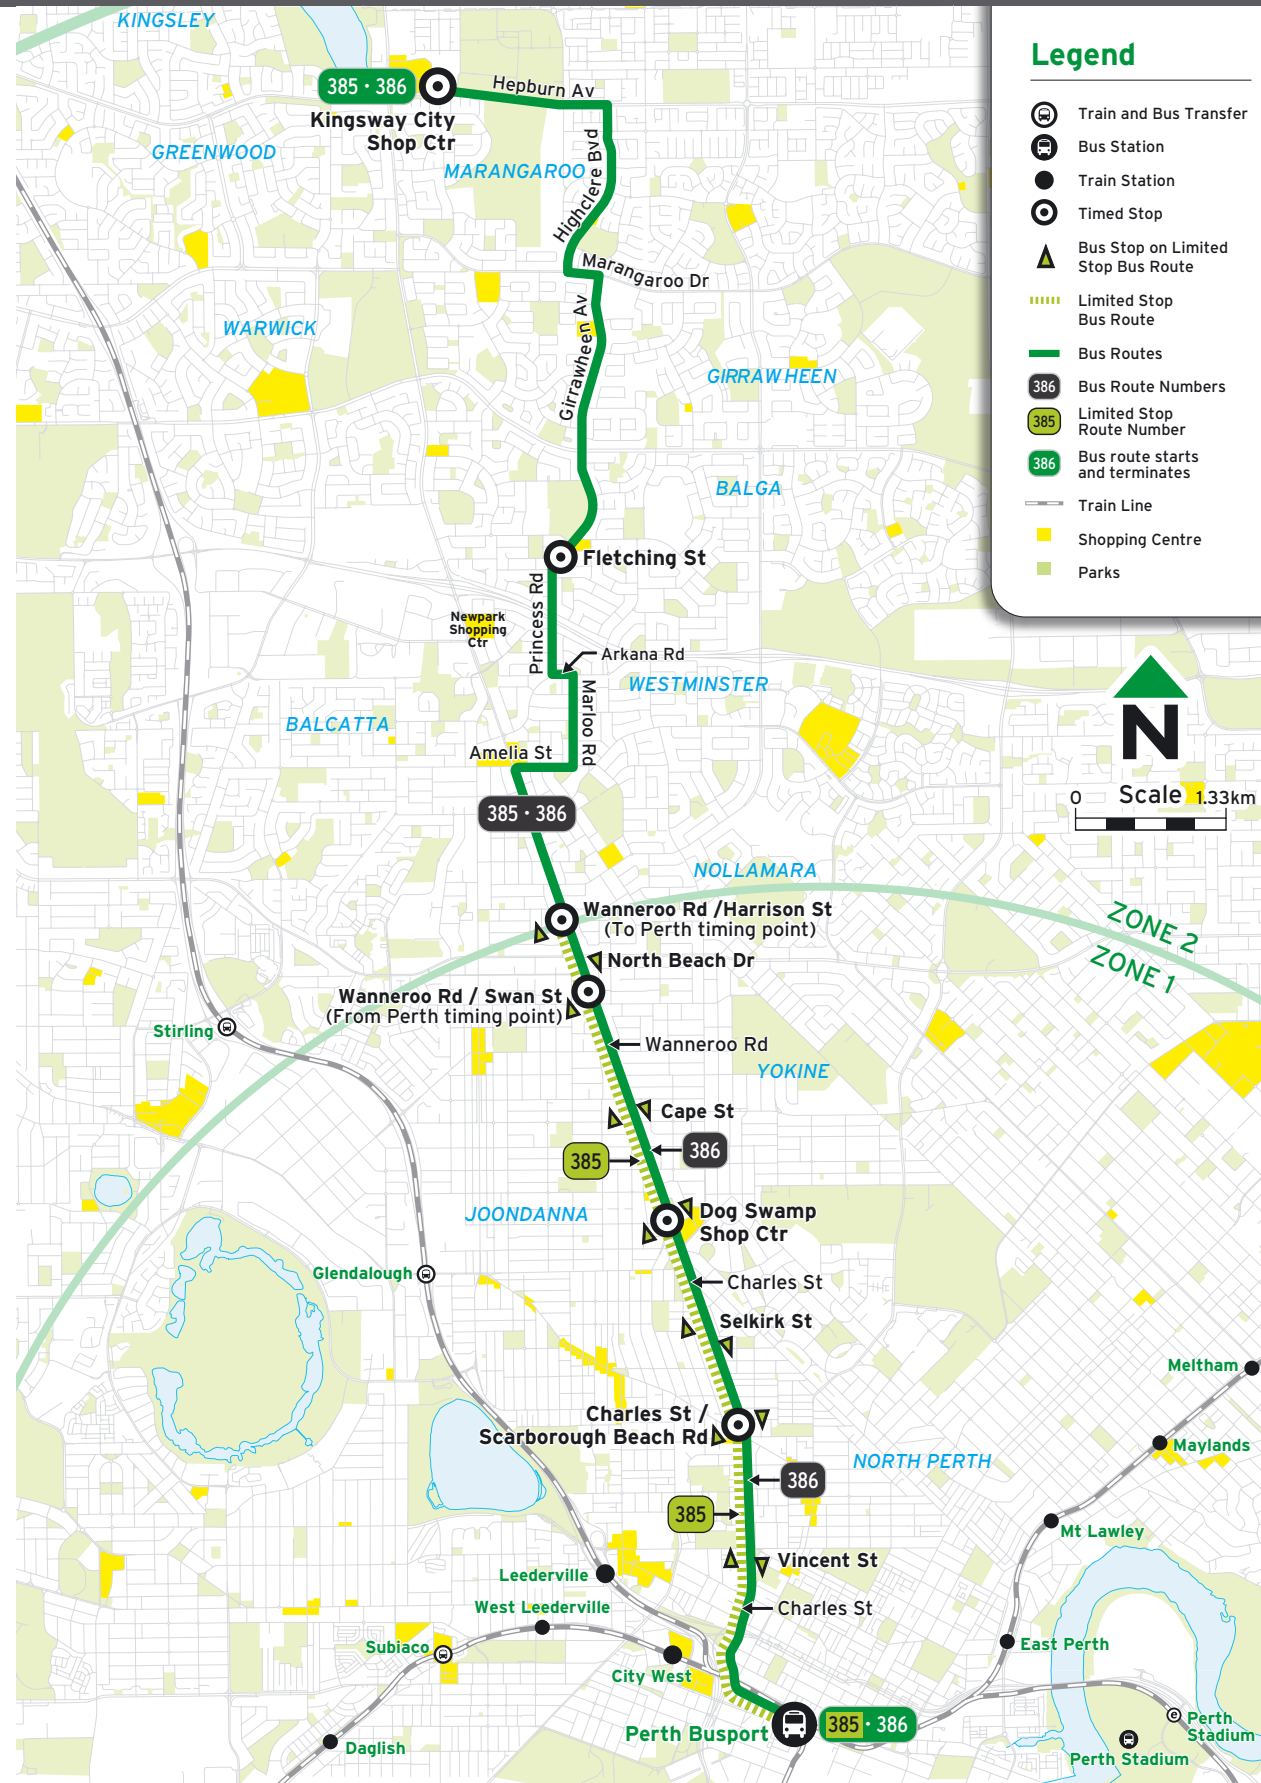 KINGSLEY
Legend
Train and Bus Transfer
Bus Station
Train Station
Timed Stop
Bus Stop on Limited
Stop Bus Route
Limited Stop
Bus Route
Bus Routes
386
Bus Route Numbers
385
Limited Stop
Route Number
386
Bus route starts
and terminates
Train Line
Shopping Centre
Parks
385 · 386
Kingsway City
Shop Ctr
Hepburn Av
GREENWOOD
MARANGAROO
Highclere Bvd
Marangaroo Dr
WARWICK
Girrawheen Av
GIRRAWHEEN
BALGA
Fletching St
Princess Rd
Newpark
Shopping
Ctr
Arkana Rd
WESTMINSTER
Marloo Rd
BALCATTA
Amelia St
N
0 Scale 1.33km
385 · 386
NOLLAMARA
Wanneroo Rd /Harrison St
(To Perth timing point)
ZONE 2
ZONE 1
North Beach Dr
Wanneroo Rd / Swan St
(From Perth timing point)
Stirling
Wanneroo Rd
YOKINE
Cape St
386
385
JOONDANNA
Dog Swamp
Shop Ctr
Glendalough
Charles St
Selkirk St
Meltham
Charles St /
Scarborough Beach Rd
Maylands
NORTH PERTH
386
385
Mt Lawley
Vincent St
Leederville
West Leederville
Charles St
Subiaco
East Perth
City West
Perth Busport
385 · 386
Perth
Stadium
e
Daglish
Perth Stadium